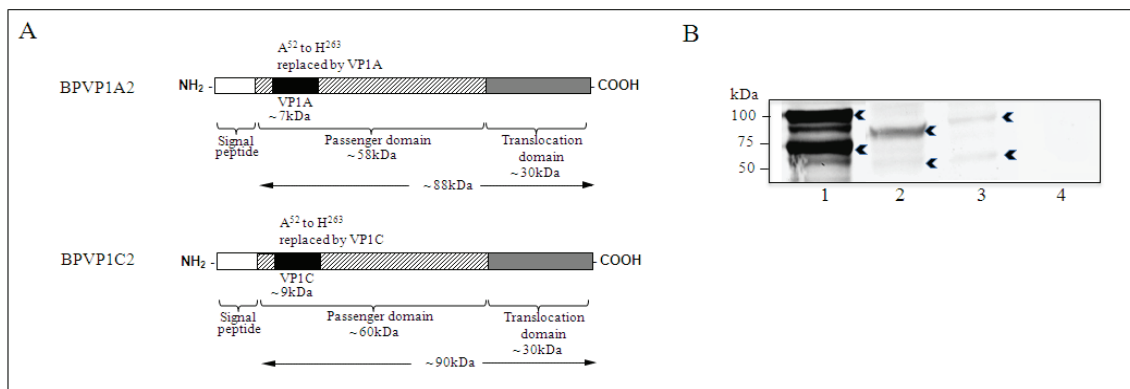 A
A⁵² to H²⁶³
replaced by VP1A
BPVP1A2
NH₂ -
-COOH
VP1A
~7kDa
Signal
peptide
Passenger domain
~58kDa
Translocation
domain
~30kDa
~88kDa
A⁵² to H²⁶³
replaced by VP1C
BPVP1C2
NH₂ -
-COOH
VP1C
~9kDa
Signal
peptide
Passenger domain
~60kDa
Translocation
domain
~30kDa
~90kDa
B
kDa
100
75
50
1 2 3 4